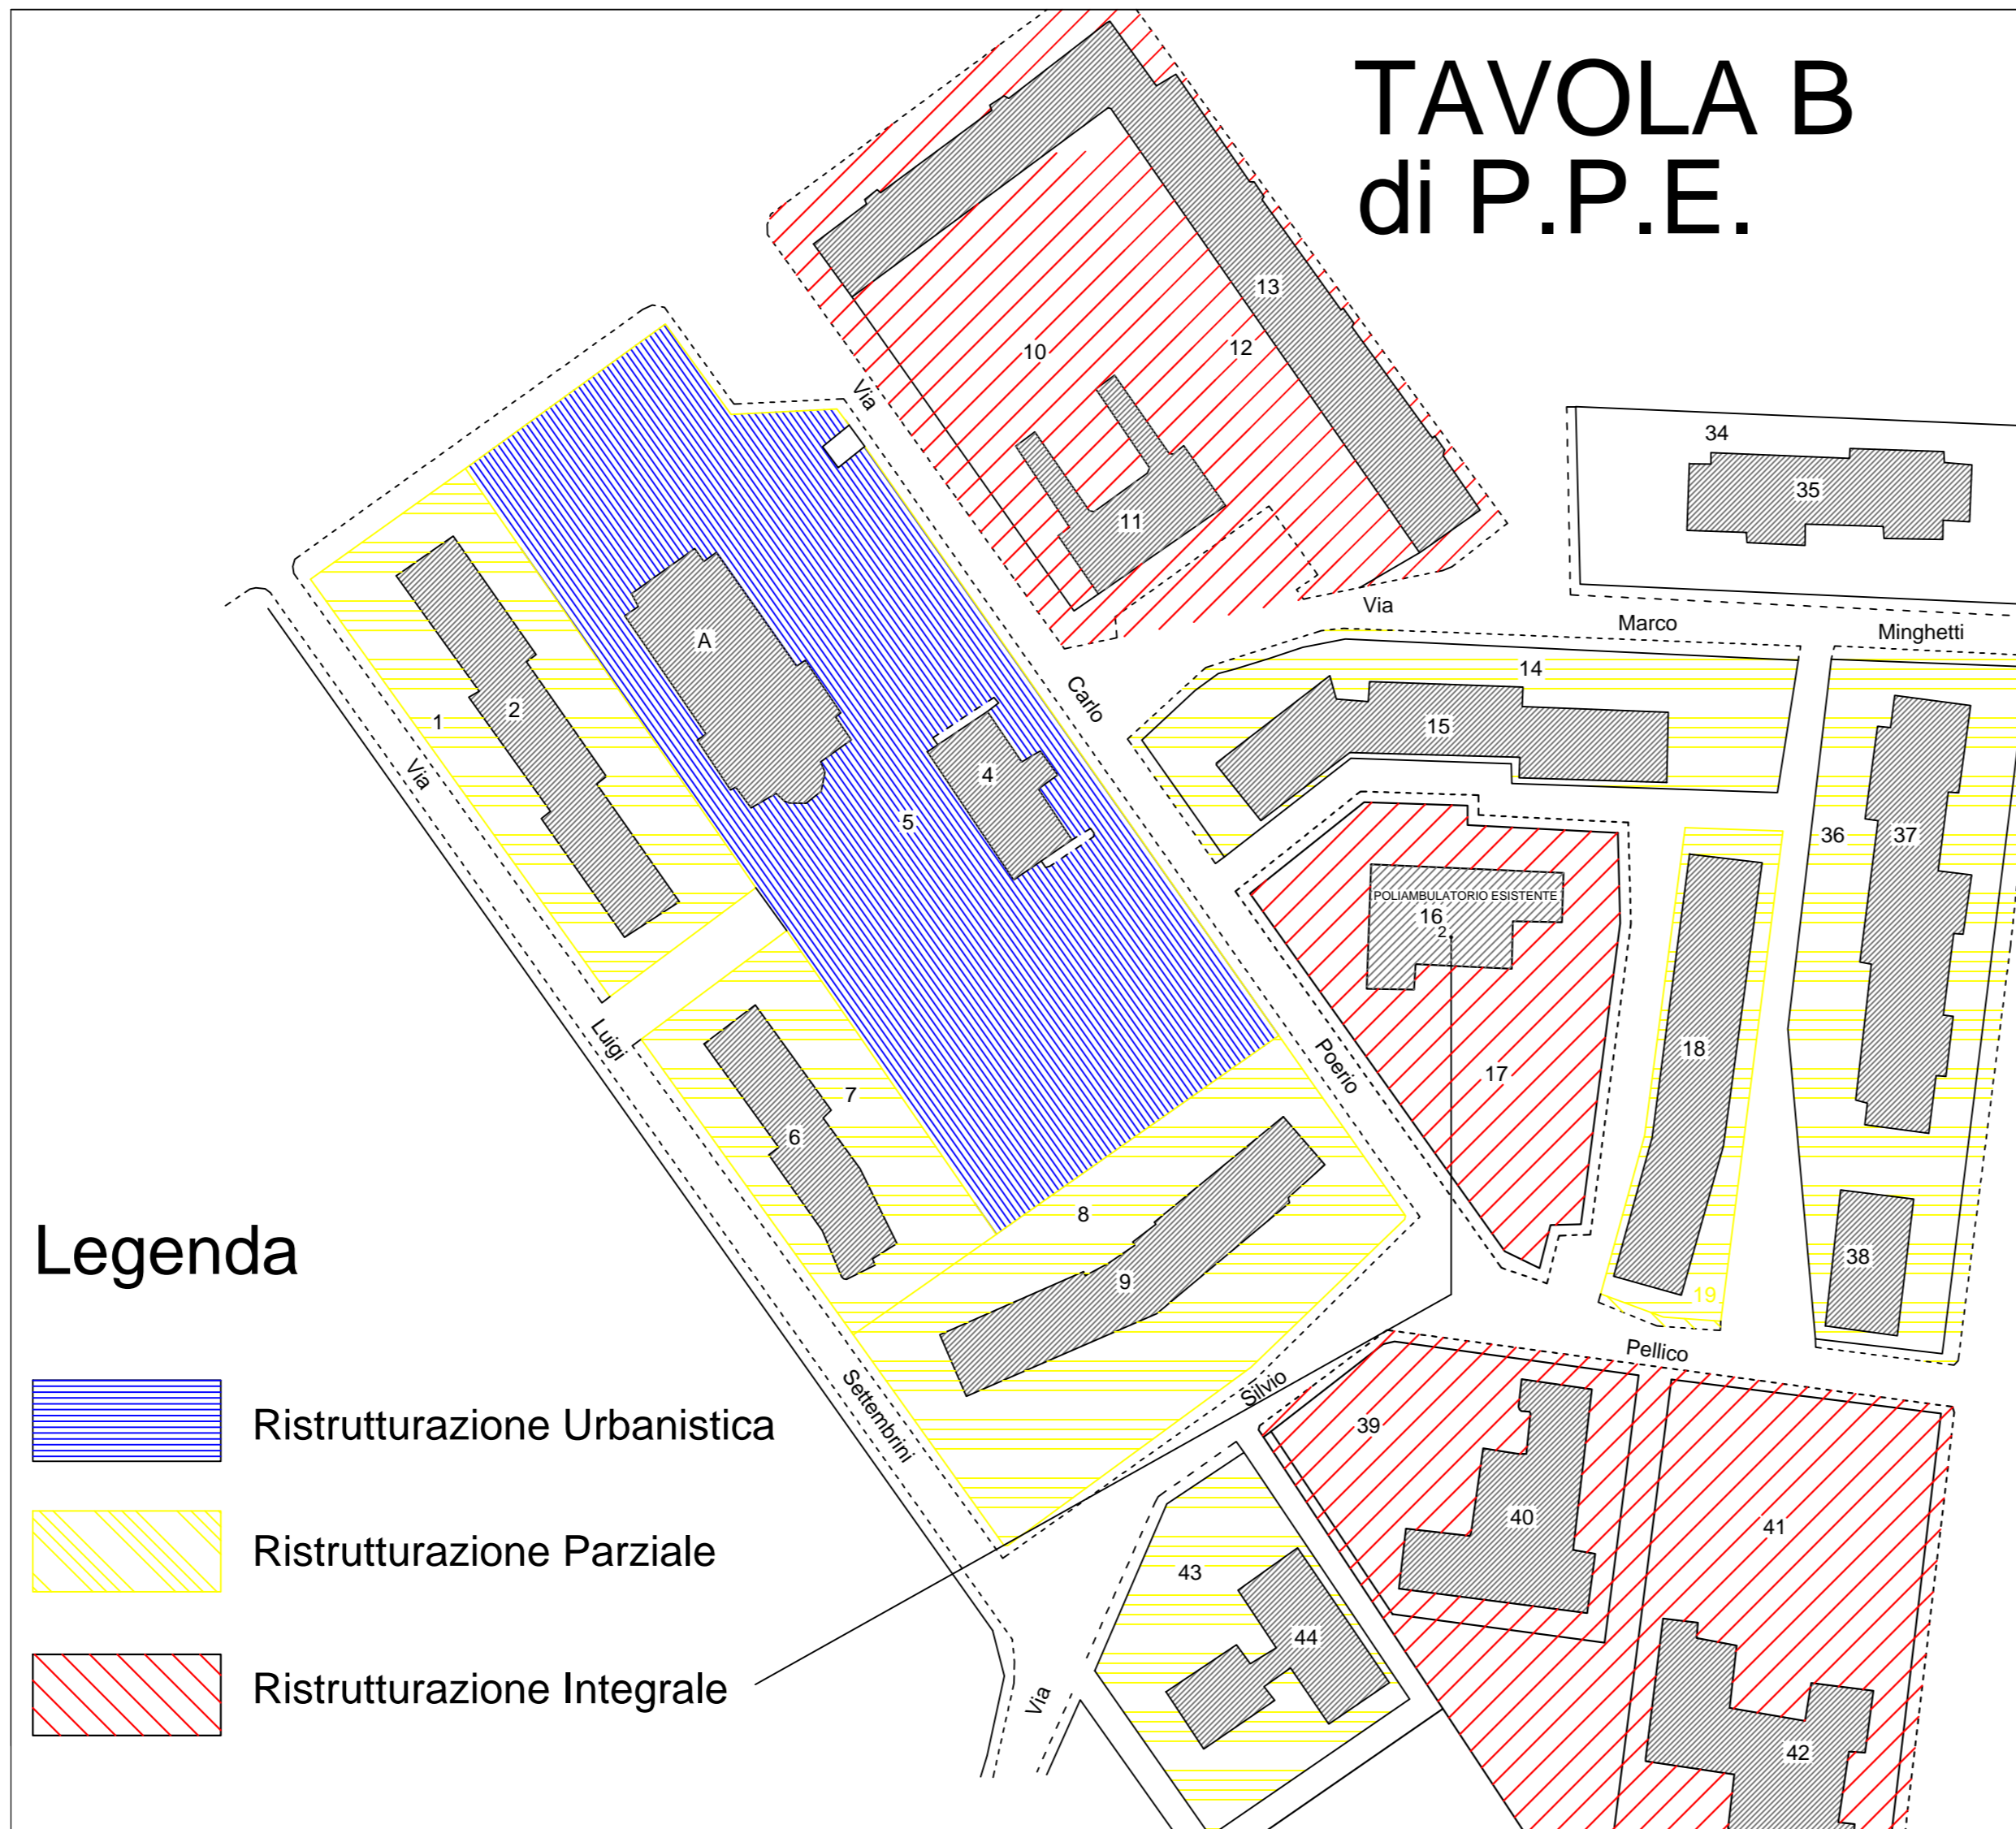 TAVOLA B
di P.P.E.
13
10
12
11
Via
Carlo
Poerio
34
35
Via
Marco
Minghetti
A
1
2
4
5
14
15
Via
Luigi
Settembrini
36
37
POLIAMBULATORIO ESISTENTE
16
2
17
18
7
6
8
9
38
19
Silvio
Pellico
39
40
41
43
44
42
Via
Legenda
Ristrutturazione Urbanistica
Ristrutturazione Parziale
Ristrutturazione Integrale